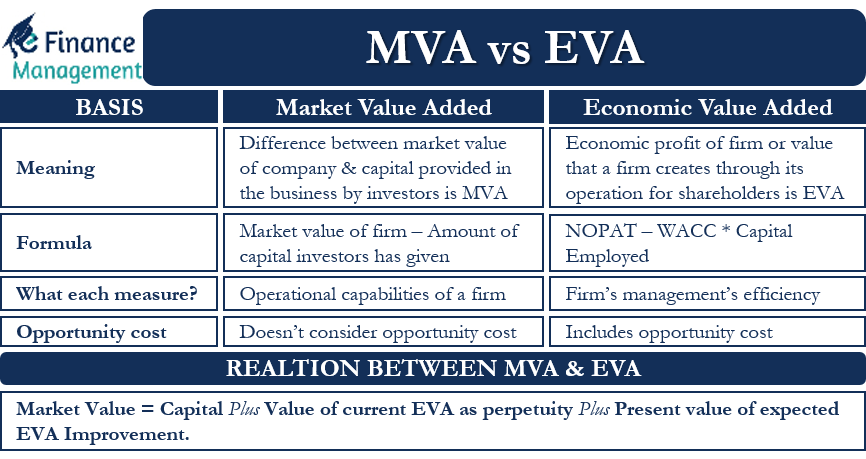 Finance
Management
MVA vs EVA
BASIS
Market Value Added
Economic Value Added
Meaning
Difference between market value
of company & capital provided in
the business by investors is MVA
Economic profit of firm or value
that a firm creates through its
operation for shareholders is EVA
Formula
Market value of firm – Amount of
capital investors has given
NOPAT – WACC * Capital
Employed
What each measure?
Operational capabilities of a firm
Firm’s management’s efficiency
Opportunity cost
Doesn’t consider opportunity cost
Includes opportunity cost
REALTION BETWEEN MVA & EVA
Market Value = Capital Plus Value of current EVA as perpetuity Plus Present value of expected
EVA Improvement.